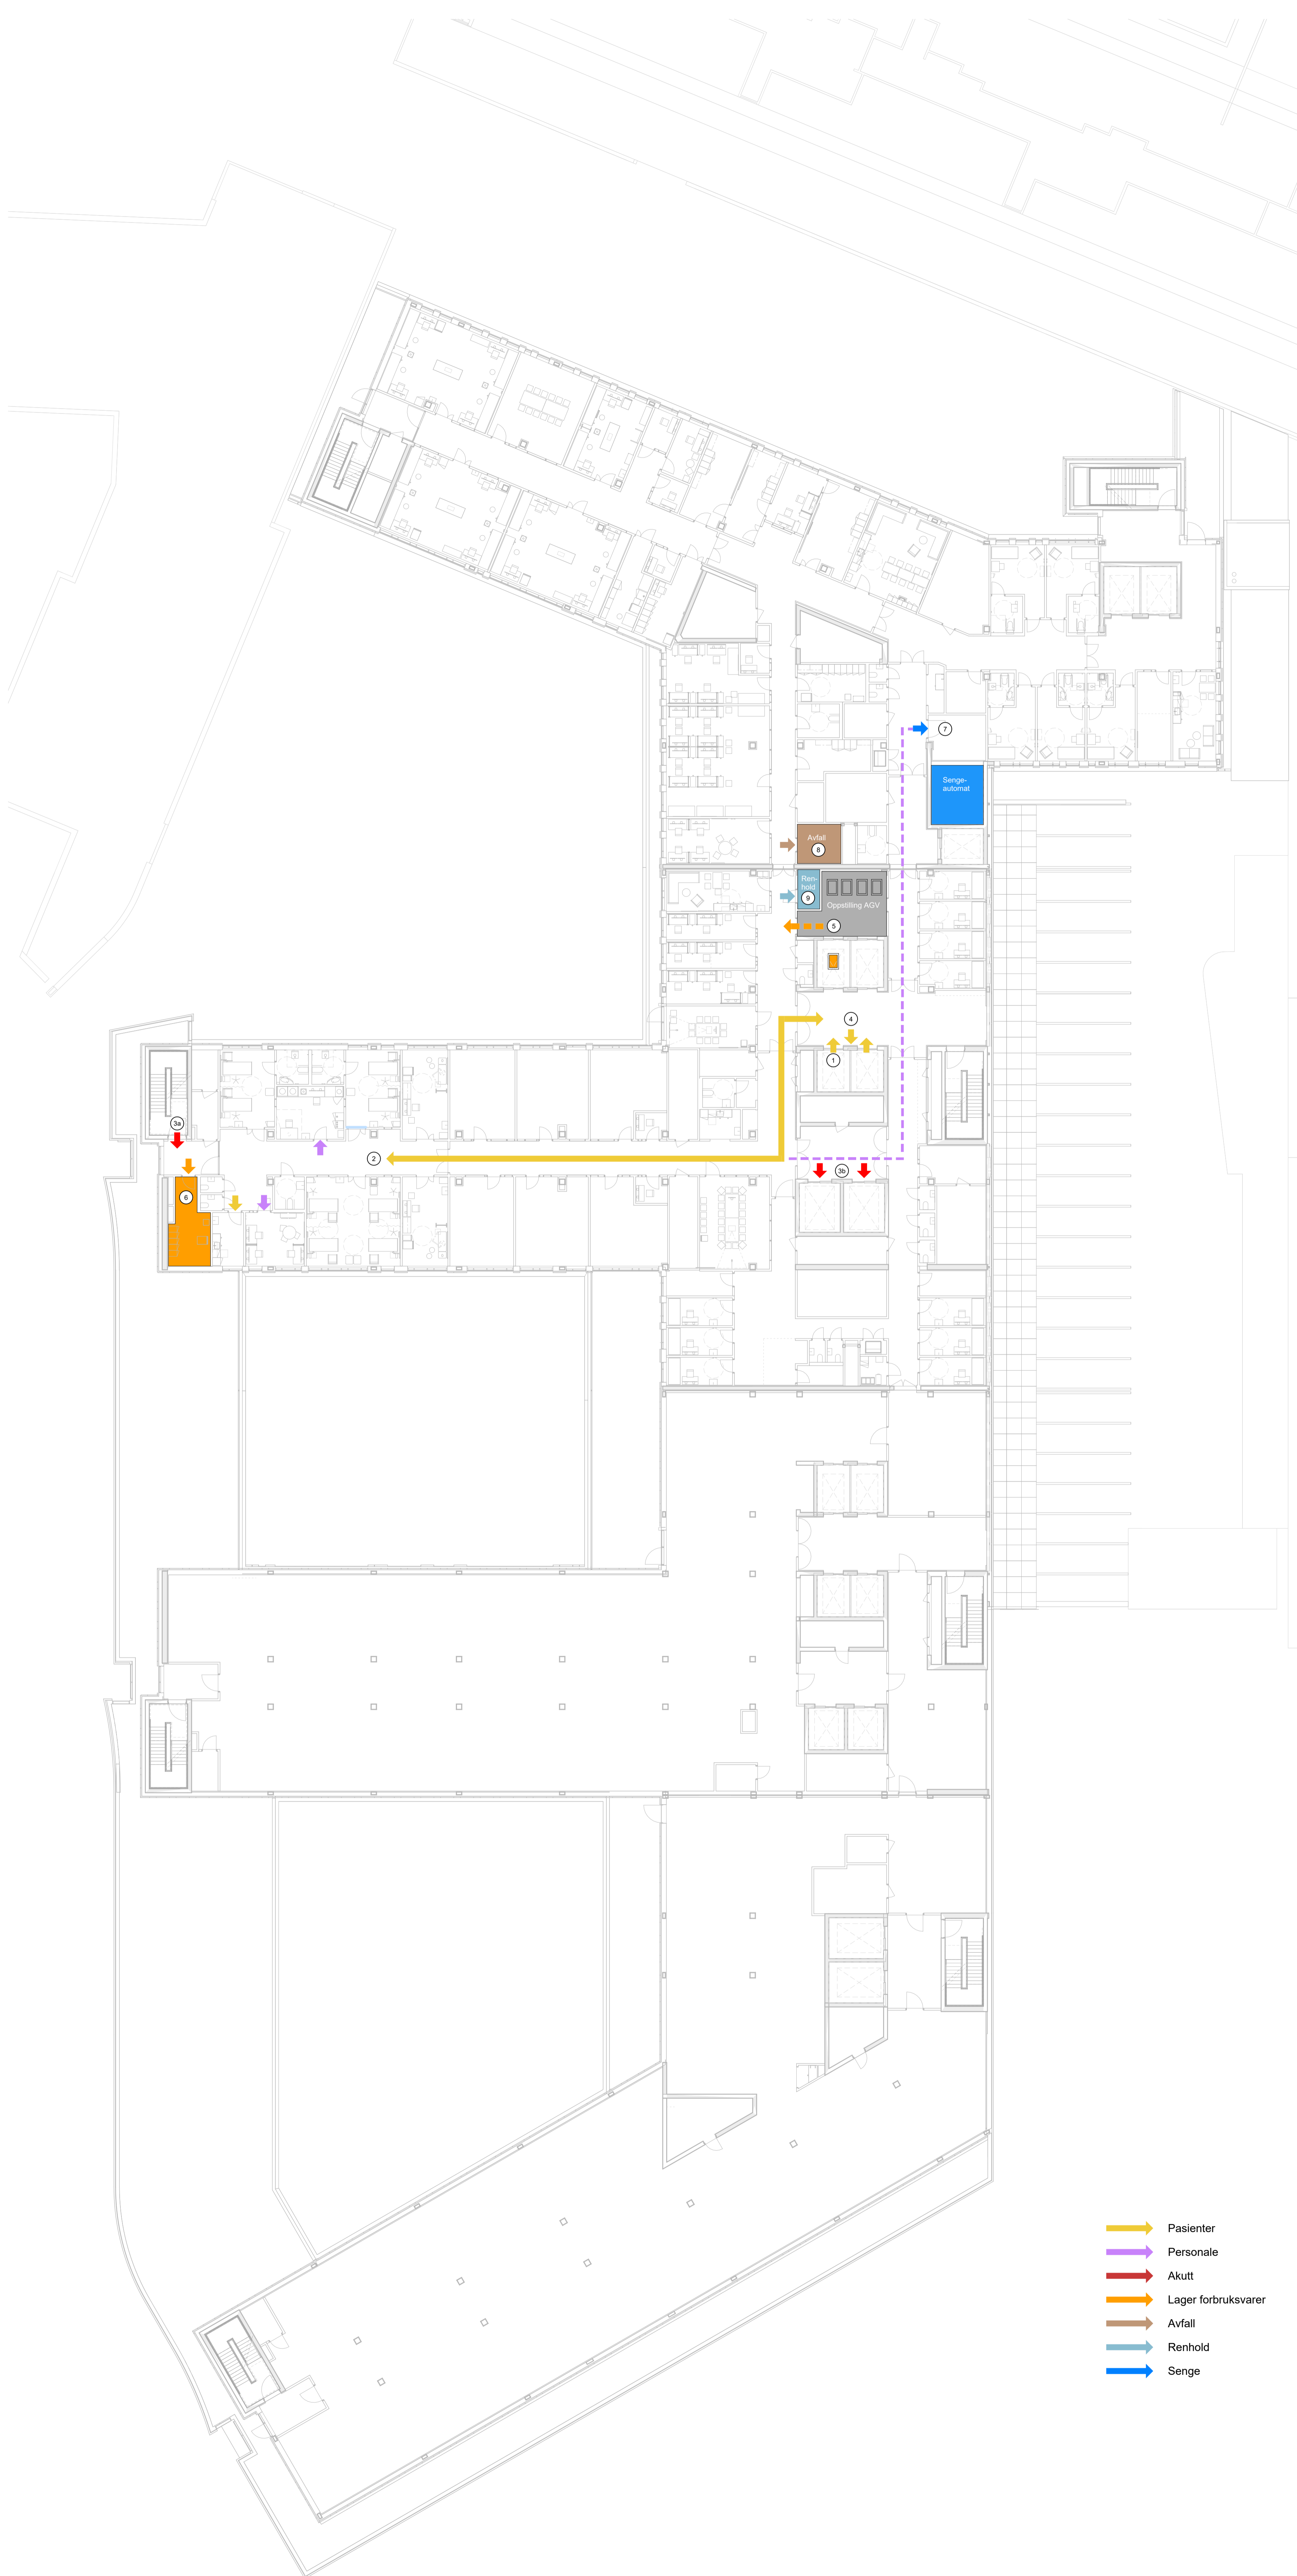 7
Senge-
automat
Avfall
8
Ren-
hold
9
Oppstilling AGV
5
4
1
3a
2
3b
6
Pasienter
Personale
Akutt
Lager forbruksvarer
Avfall
Renhold
Senge